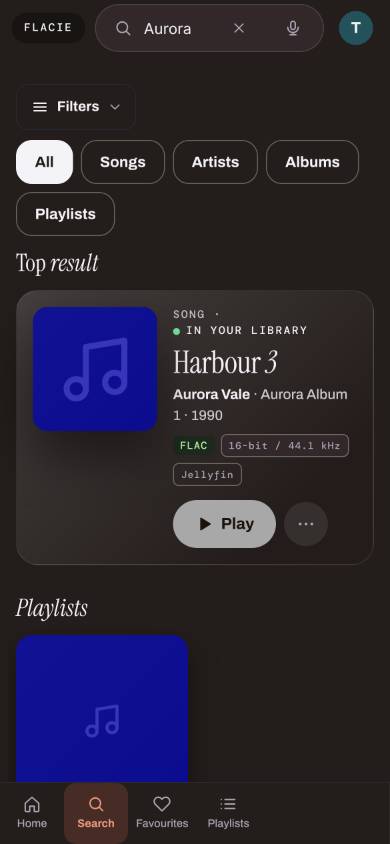 FLACIE
Aurora
T
Filters
All
Songs
Artists
Albums
Playlists
Top result
SONG ·
IN YOUR LIBRARY
Harbour 3
Aurora Vale · Aurora Album
1 · 1990
FLAC
16-bit / 44.1 kHz
Jellyfin
Play
Playlists
Home
Search
Favourites
Playlists